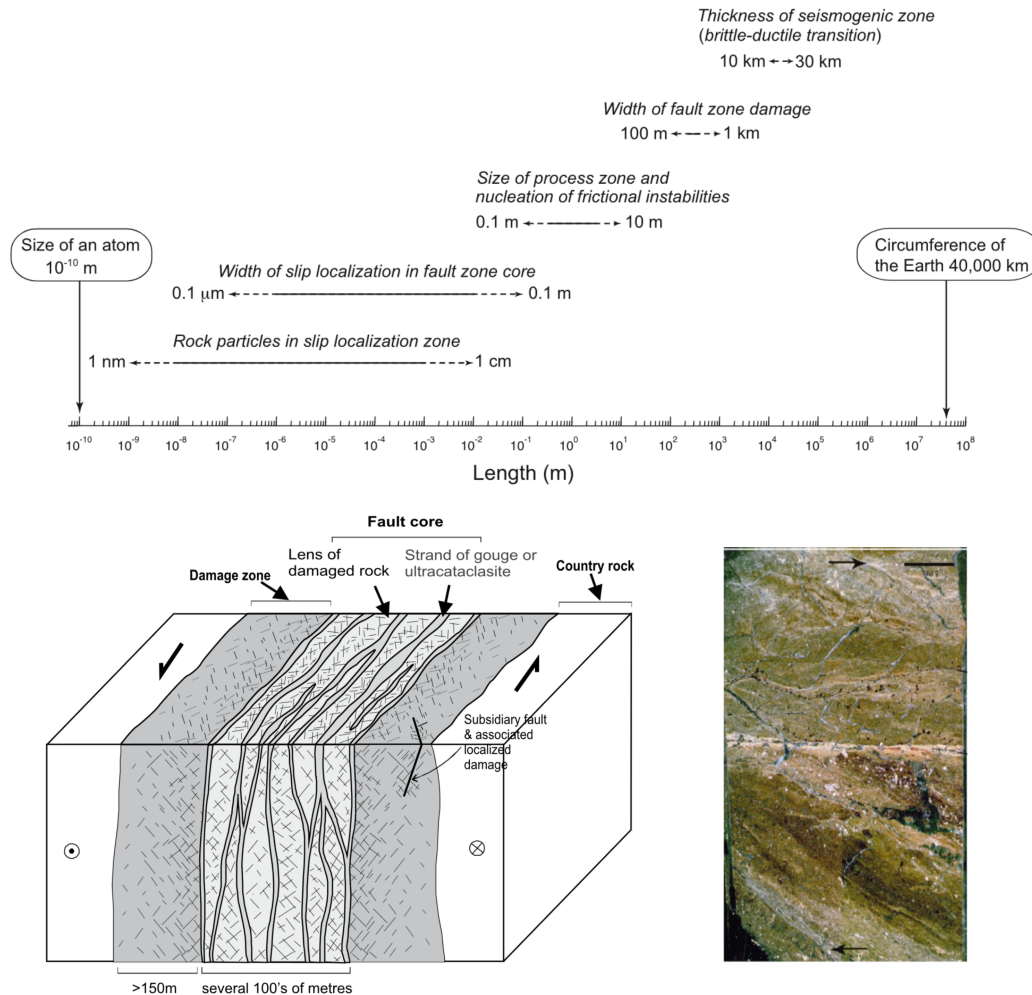 Thickness of seismogenic zone
(brittle-ductile transition)
10 km 30 km
Width of fault zone damage
100 m 1 km
Size of process zone and
nucleation of frictional instabilities
0.1 m 10 m
Size of an atom
10⁻¹⁰ m
Circumference of
the Earth 40,000 km
Width of slip localization in fault zone core
0.1 μm 0.1 m
Rock particles in slip localization zone
1 nm 1 cm
10⁻¹⁰ 10⁻⁹ 10⁻⁸ 10⁻⁷ 10⁻⁶ 10⁻⁵ 10⁻⁴ 10⁻³ 10⁻² 10⁻¹ 10⁰ 10¹ 10² 10³ 10⁴ 10⁵ 10⁶ 10⁷ 10⁸
Length (m)
Fault core
Lens of
damaged rock
Strand of gouge or
ultracataclasite
Damage zone
Country rock
Subsidiary fault
& associated
localized
damage
>150m
several 100's of metres